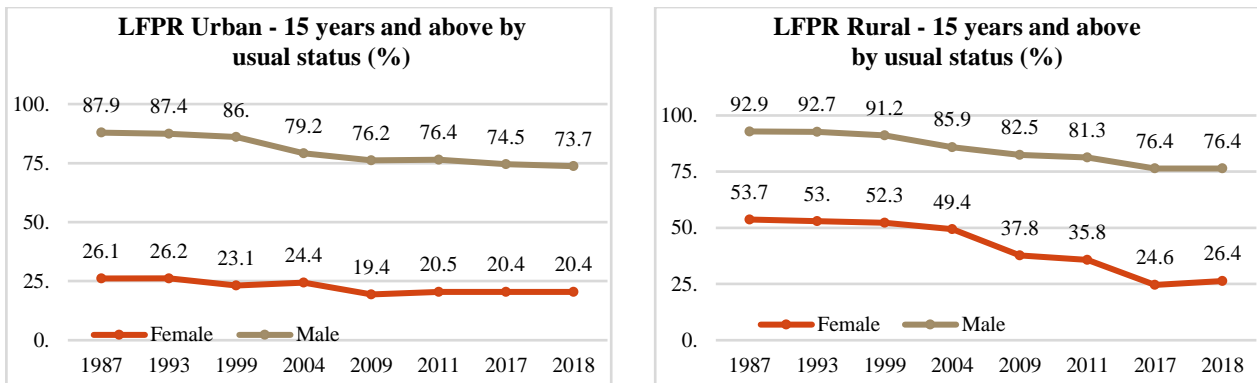 LFPR Urban - 15 years and above by
usual status (%)
87.9 87.4 86. 79.2 76.2 76.4 74.5 73.7
100.
75.
50.
26.1 26.2 23.1 24.4 19.4 20.5 20.4 20.4
25.
0.
Female Male
1987 1993 1999 2004 2009 2011 2017 2018
LFPR Rural - 15 years and above
by usual status (%)
92.9 92.7 91.2 85.9 82.5 81.3 76.4 76.4
100.
75.
53.7 53. 52.3 49.4 37.8 35.8 24.6 26.4
50.
25.
0.
Female Male
1987 1993 1999 2004 2009 2011 2017 2018